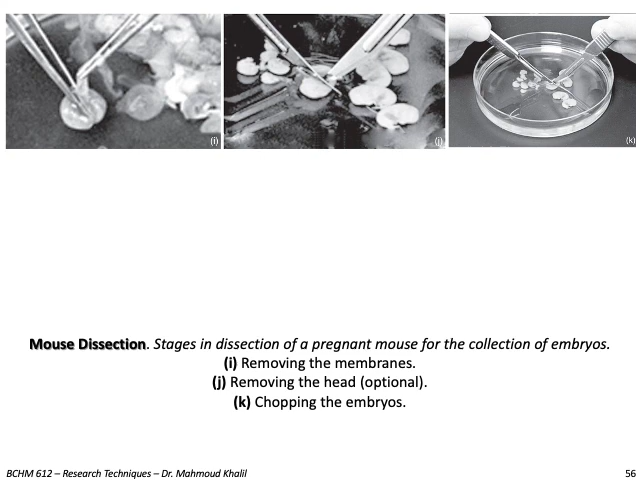 (i)
(j)
(k)
Mouse Dissection. Stages in dissection of a pregnant mouse for the collection of embryos.
(i) Removing the membranes.
(j) Removing the head (optional).
(k) Chopping the embryos.
BCHM 612 – Research Techniques – Dr. Mahmoud Khalil
56